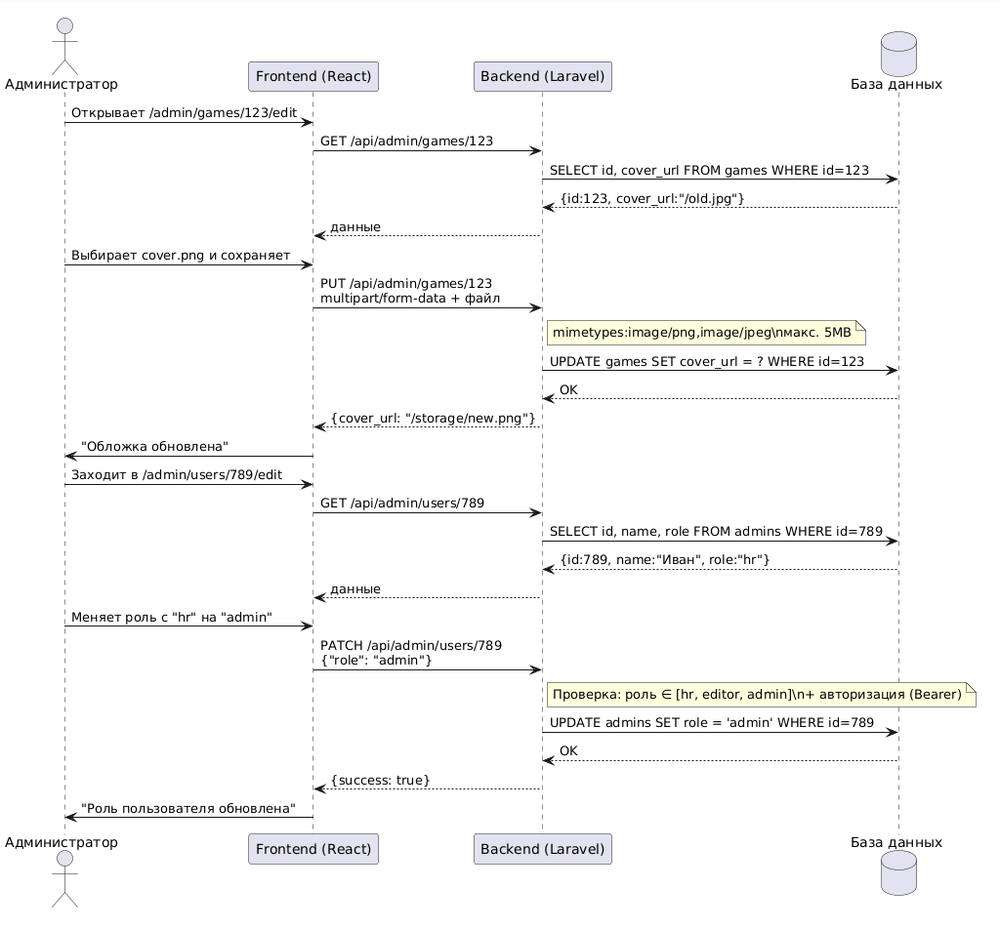 Администратор
Frontend (React)
Backend (Laravel)
База данных
Открывает /admin/games/123/edit
GET /api/admin/games/123
SELECT id, cover_url FROM games WHERE id=123
{id:123, cover_url:"/old.jpg"}
данные
Выбирает cover.png и сохраняет
PUT /api/admin/games/123
multipart/form-data + файл
mimetypes:image/png,image/jpeg\nмакс. 5MB
UPDATE games SET cover_url = ? WHERE id=123
OK
{cover_url: "/storage/new.png"}
"Обложка обновлена"
Заходит в /admin/users/789/edit
GET /api/admin/users/789
SELECT id, name, role FROM admins WHERE id=789
{id:789, name:"Иван", role:"hr"}
данные
Меняет роль с "hr" на "admin"
PATCH /api/admin/users/789
{"role": "admin"}
Проверка: роль ∈ [hr, editor, admin]\n+ авторизация (Bearer)
UPDATE admins SET role = 'admin' WHERE id=789
OK
{success: true}
"Роль пользователя обновлена"
Администратор
Frontend (React)
Backend (Laravel)
База данных